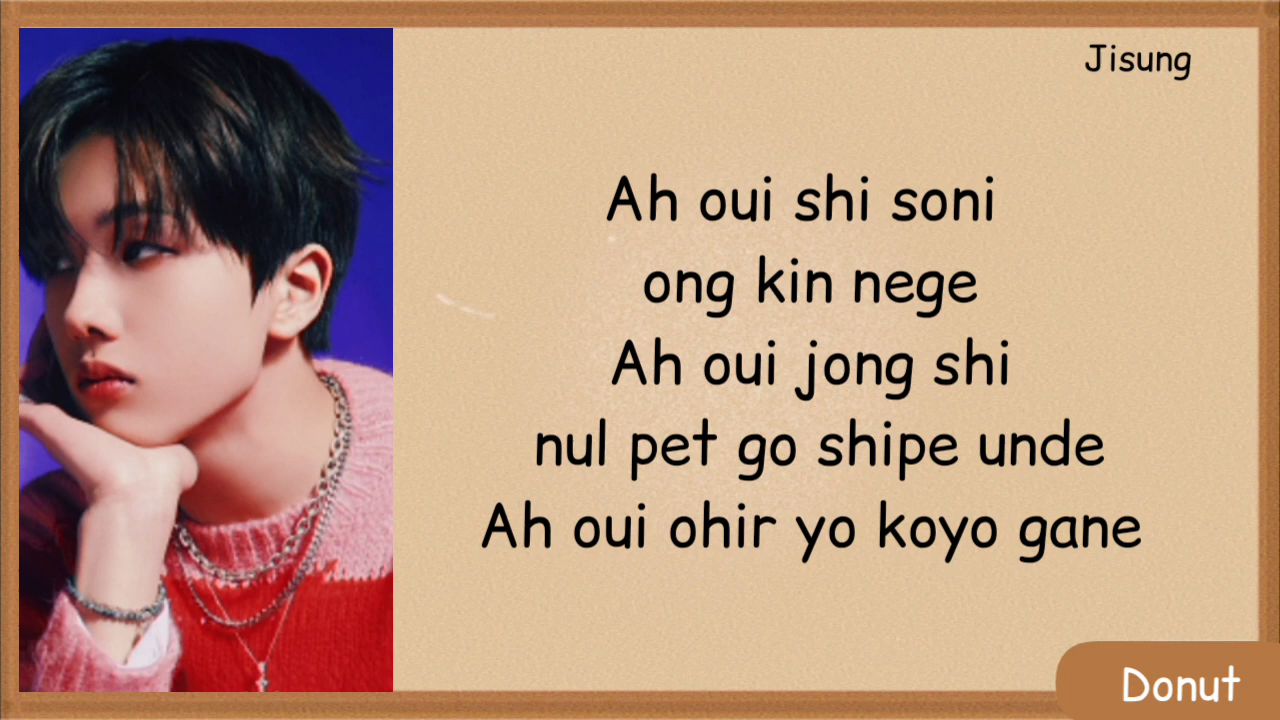 Jisung
Ah oui shi soni
ong kin nege
Ah oui jong shi
nul pet go shipe unde
Ah oui ohir yo koyo gane
Donut